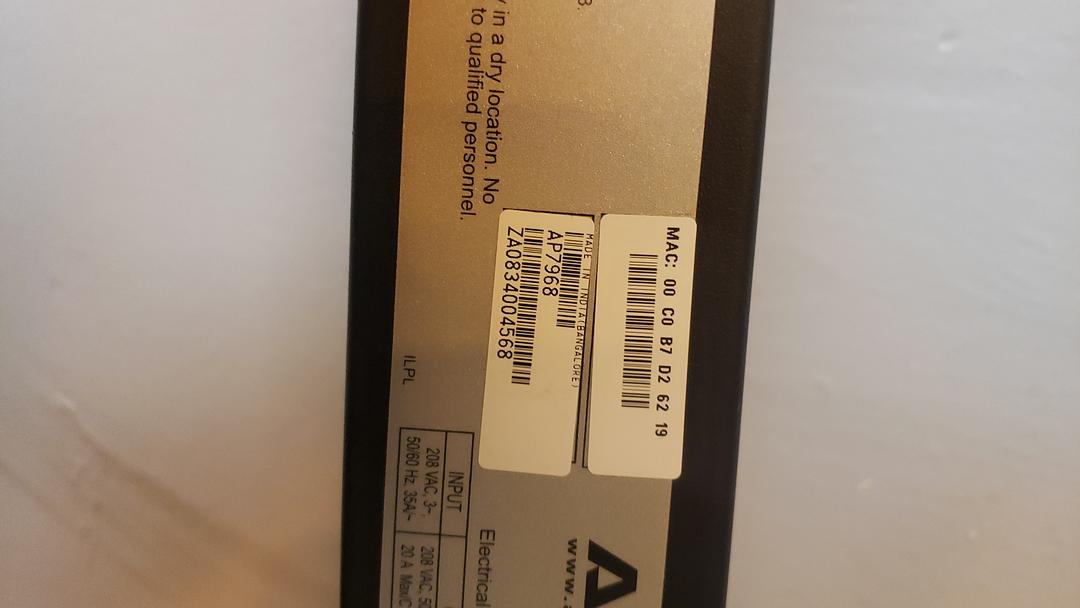 3.
in a dry location. No
to qualified personnel.
MAC: 00 C0 B7 D2 62 19
MADE IN INDIA(BANGALORE)
AP7968
ZA0834004568
ILPL
INPUT
208 VAC, 3~,
50/60 Hz, 35A/~
208 VAC, 50
20 A Max/C
Electrical
A
www.a